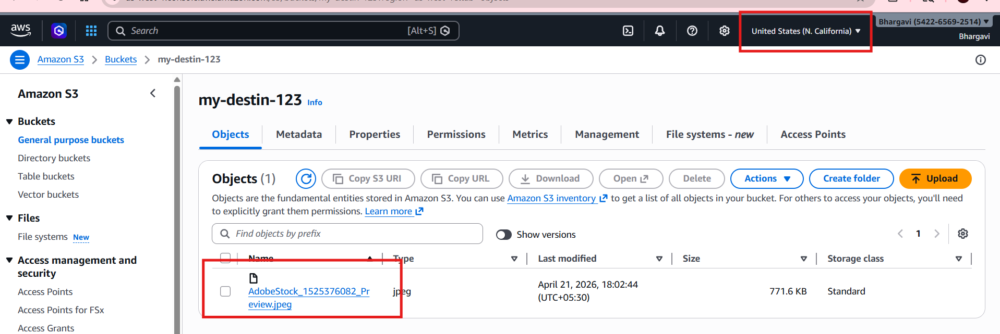 aws
Search [Alt+S]
United States (N. California)
Bhargavi (5422-6569-2514)
Bhargavi
Amazon S3 > Buckets > my-destin-123
Amazon S3
Buckets
General purpose buckets
Directory buckets
Table buckets
Vector buckets
Files
File systems New
Access management and
security
Access Points
Access Points for FSx
Access Grants
my-destin-123 Info
Objects Metadata Properties Permissions Metrics Management File systems - new Access Points
Objects (1) Copy S3 URI Copy URL Download Open Delete Actions Create folder Upload
Objects are the fundamental entities stored in Amazon S3. You can use Amazon S3 inventory to get a list of all objects in your bucket. For others to access your objects, you'll need
to explicitly grant them permissions. Learn more
Find objects by prefix Show versions 1
Name Type Last modified Size Storage class
AdobeStock_1525376082_Pr
eview.jpeg
jpeg
April 21, 2026, 18:02:44
(UTC+05:30)
771.6 KB
Standard